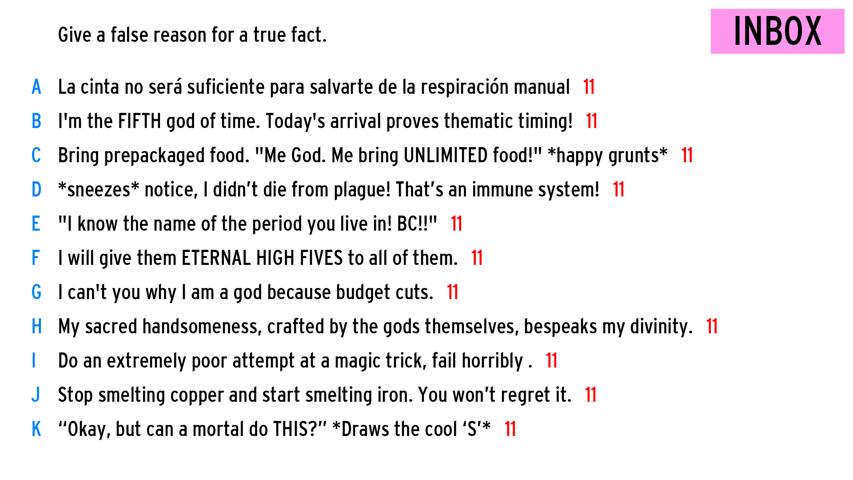 Give a false reason for a true fact.
INBOX
A La cinta no será suficiente para salvarte de la respiración manual 11
B I'm the FIFTH god of time. Today's arrival proves thematic timing! 11
C Bring prepackaged food. "Me God. Me bring UNLIMITED food!" *happy grunts* 11
D *sneezes* notice, I didn’t die from plague! That’s an immune system! 11
E "I know the name of the period you live in! BC!!" 11
F I will give them ETERNAL HIGH FIVES to all of them. 11
G I can't you why I am a god because budget cuts. 11
H My sacred handsomeness, crafted by the gods themselves, bespeaks my divinity. 11
I Do an extremely poor attempt at a magic trick, fail horribly . 11
J Stop smelting copper and start smelting iron. You won’t regret it. 11
K “Okay, but can a mortal do THIS?” *Draws the cool ‘S’* 11